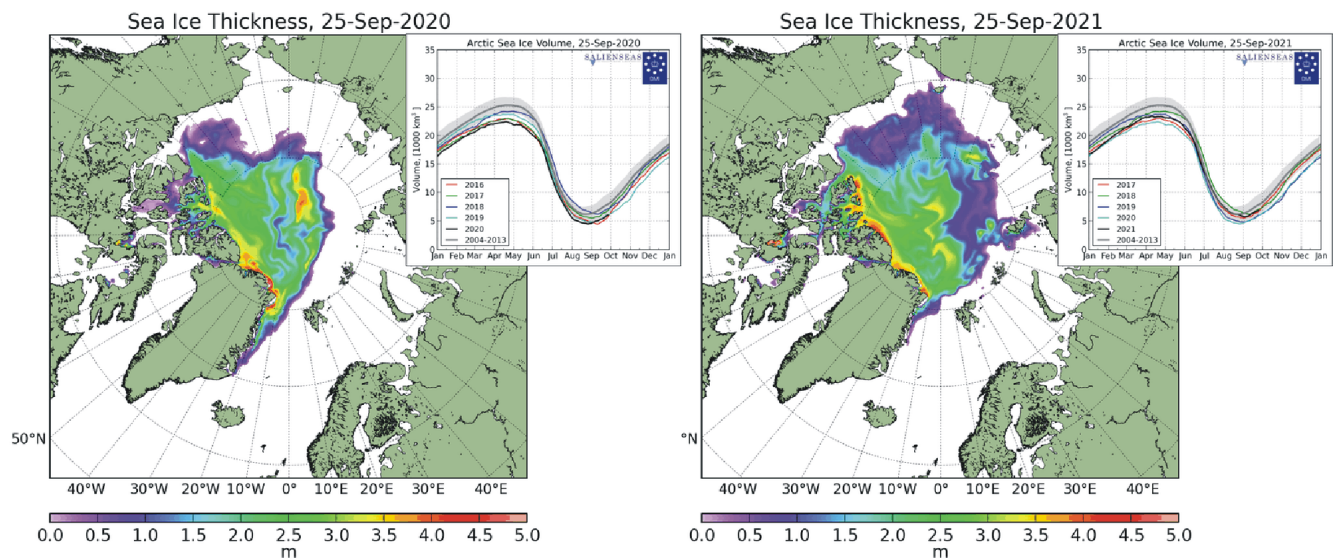 Sea Ice Thickness, 25-Sep-2020
Arctic Sea Ice Volume, 25-Sep-2020
SALIENSEAS
Volume, [1000 km³]
35
30
25
20
15
10
5
0
2016
2017
2018
2019
2020
2004-2013
Jan Feb Mar Apr May Jun Jul Aug Sep Oct Nov Dec Jan
50°N
40°W 30°W 20°W 10°W 0° 10°E 20°E 30°E 40°E
0.0 0.5 1.0 1.5 2.0 2.5 3.0 3.5 4.0 4.5 5.0
m
Sea Ice Thickness, 25-Sep-2021
Arctic Sea Ice Volume, 25-Sep-2021
SALIENSEAS
Volume, [1000 km³]
35
30
25
20
15
10
5
0
2017
2018
2019
2020
2021
2004-2013
Jan Feb Mar Apr May Jun Jul Aug Sep Oct Nov Dec Jan
°N
40°W 30°W 20°W 10°W 0° 10°E 20°E 30°E 40°E
0.0 0.5 1.0 1.5 2.0 2.5 3.0 3.5 4.0 4.5 5.0
m